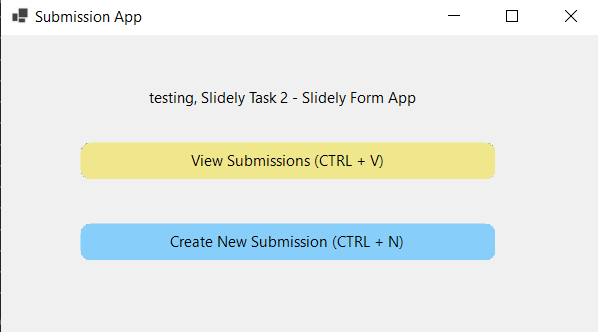 Submission App
testing, Slidely Task 2 - Slidely Form App
View Submissions (CTRL + V)
Create New Submission (CTRL + N)